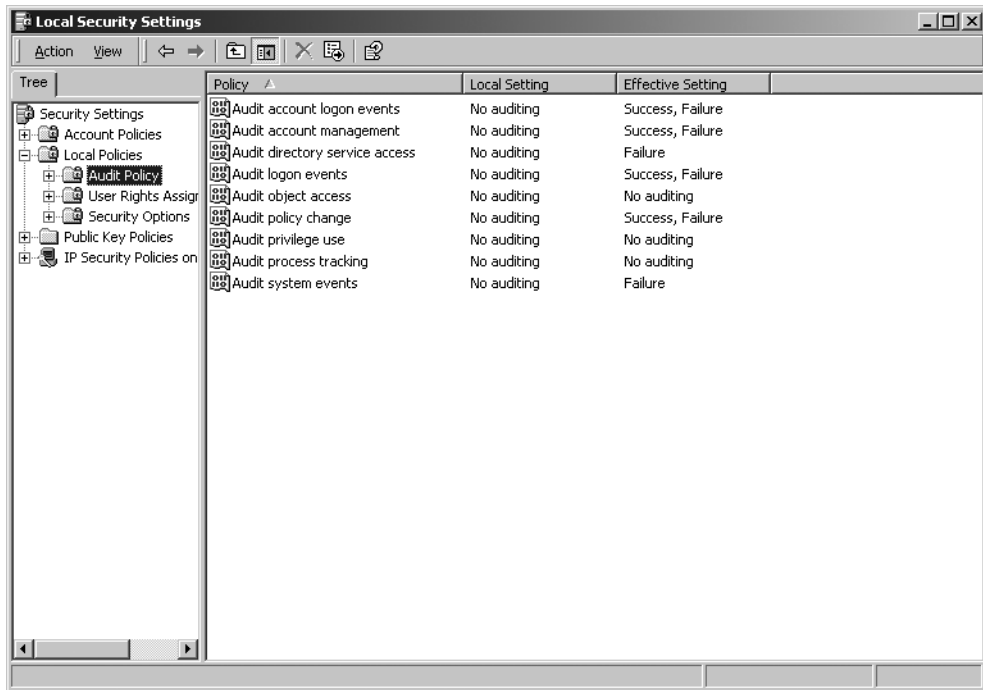 Local Security Settings
Action View
Tree
Policy Local Setting Effective Setting
Security Settings
Account Policies
Local Policies
Audit Policy
User Rights Assigr
Security Options
Public Key Policies
IP Security Policies on
Audit account logon events No auditing Success, Failure
Audit account management No auditing Success, Failure
Audit directory service access No auditing Failure
Audit logon events No auditing Success, Failure
Audit object access No auditing No auditing
Audit policy change No auditing Success, Failure
Audit privilege use No auditing No auditing
Audit process tracking No auditing No auditing
Audit system events No auditing Failure